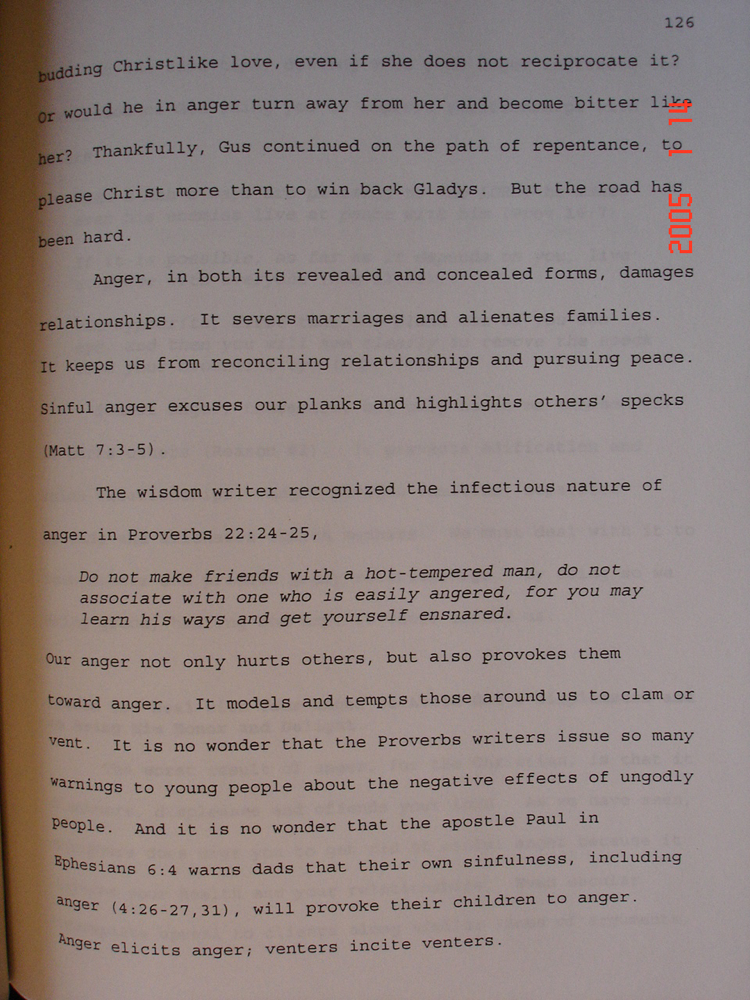 126
budding Christlike love, even if she does not reciprocate it?
Or would he in anger turn away from her and become bitter like
her? Thankfully, Gus continued on the path of repentance, to
please Christ more than to win back Gladys. But the road has
been hard.
Anger, in both its revealed and concealed forms, damages
relationships. It severs marriages and alienates families.
It keeps us from reconciling relationships and pursuing peace.
Sinful anger excuses our planks and highlights others' specks
(Matt 7:3-5).
The wisdom writer recognized the infectious nature of
anger in Proverbs 22:24-25,
Do not make friends with a hot-tempered man, do not
associate with one who is easily angered, for you may
learn his ways and get yourself ensnared.
Our anger not only hurts others, but also provokes them
toward anger. It models and tempts those around us to clam or
vent. It is no wonder that the Proverbs writers issue so many
warnings to young people about the negative effects of ungodly
people. And it is no wonder that the apostle Paul in
Ephesians 6:4 warns dads that their own sinfulness, including
anger (4:26-27,31), will provoke their children to anger.
Anger elicits anger; venters incite venters.
2005 1 14